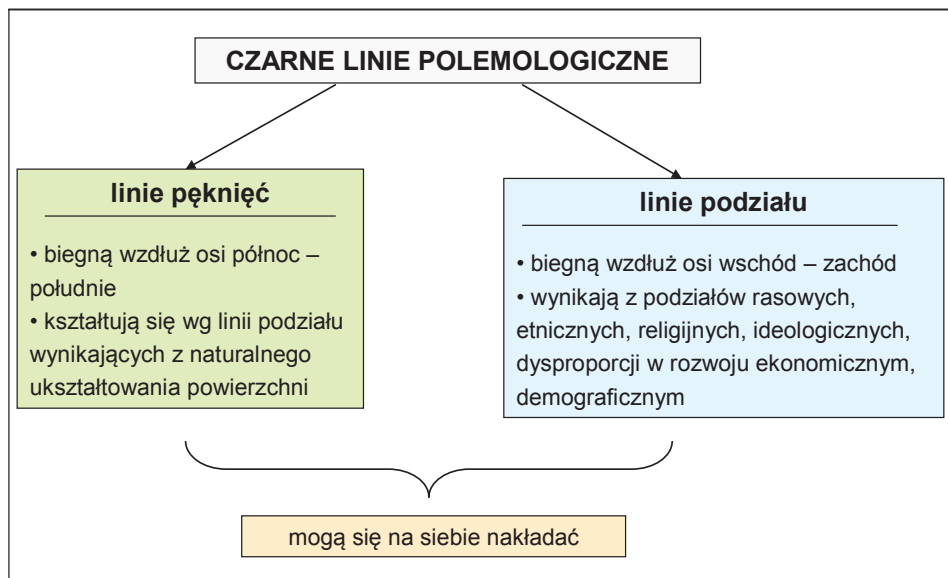 CZARNE LINIE POLEMOLOGICZNE
linie pęknięć
• biegną wzdłuż osi północ –
południe
• kształtują się wg linii podziału
wynikających z naturalnego
ukształtowania powierzchni
linie podziału
• biegną wzdłuż osi wschód – zachód
• wynikają z podziałów rasowych,
etnicznych, religijnych, ideologicznych,
dysproporcji w rozwoju ekonomicznym,
demograficznym
mogą się na siebie nakładać